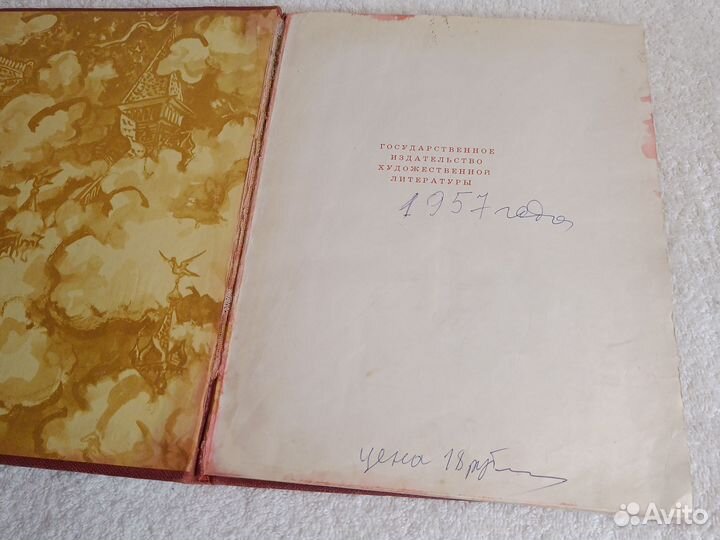 ГОСУДАРСТВЕННОЕ
ИЗДАТЕЛЬСТВО
ХУДОЖЕСТВЕННОЙ
ЛИТЕРАТУРЫ
1957 года
цена 18 руб
Avito